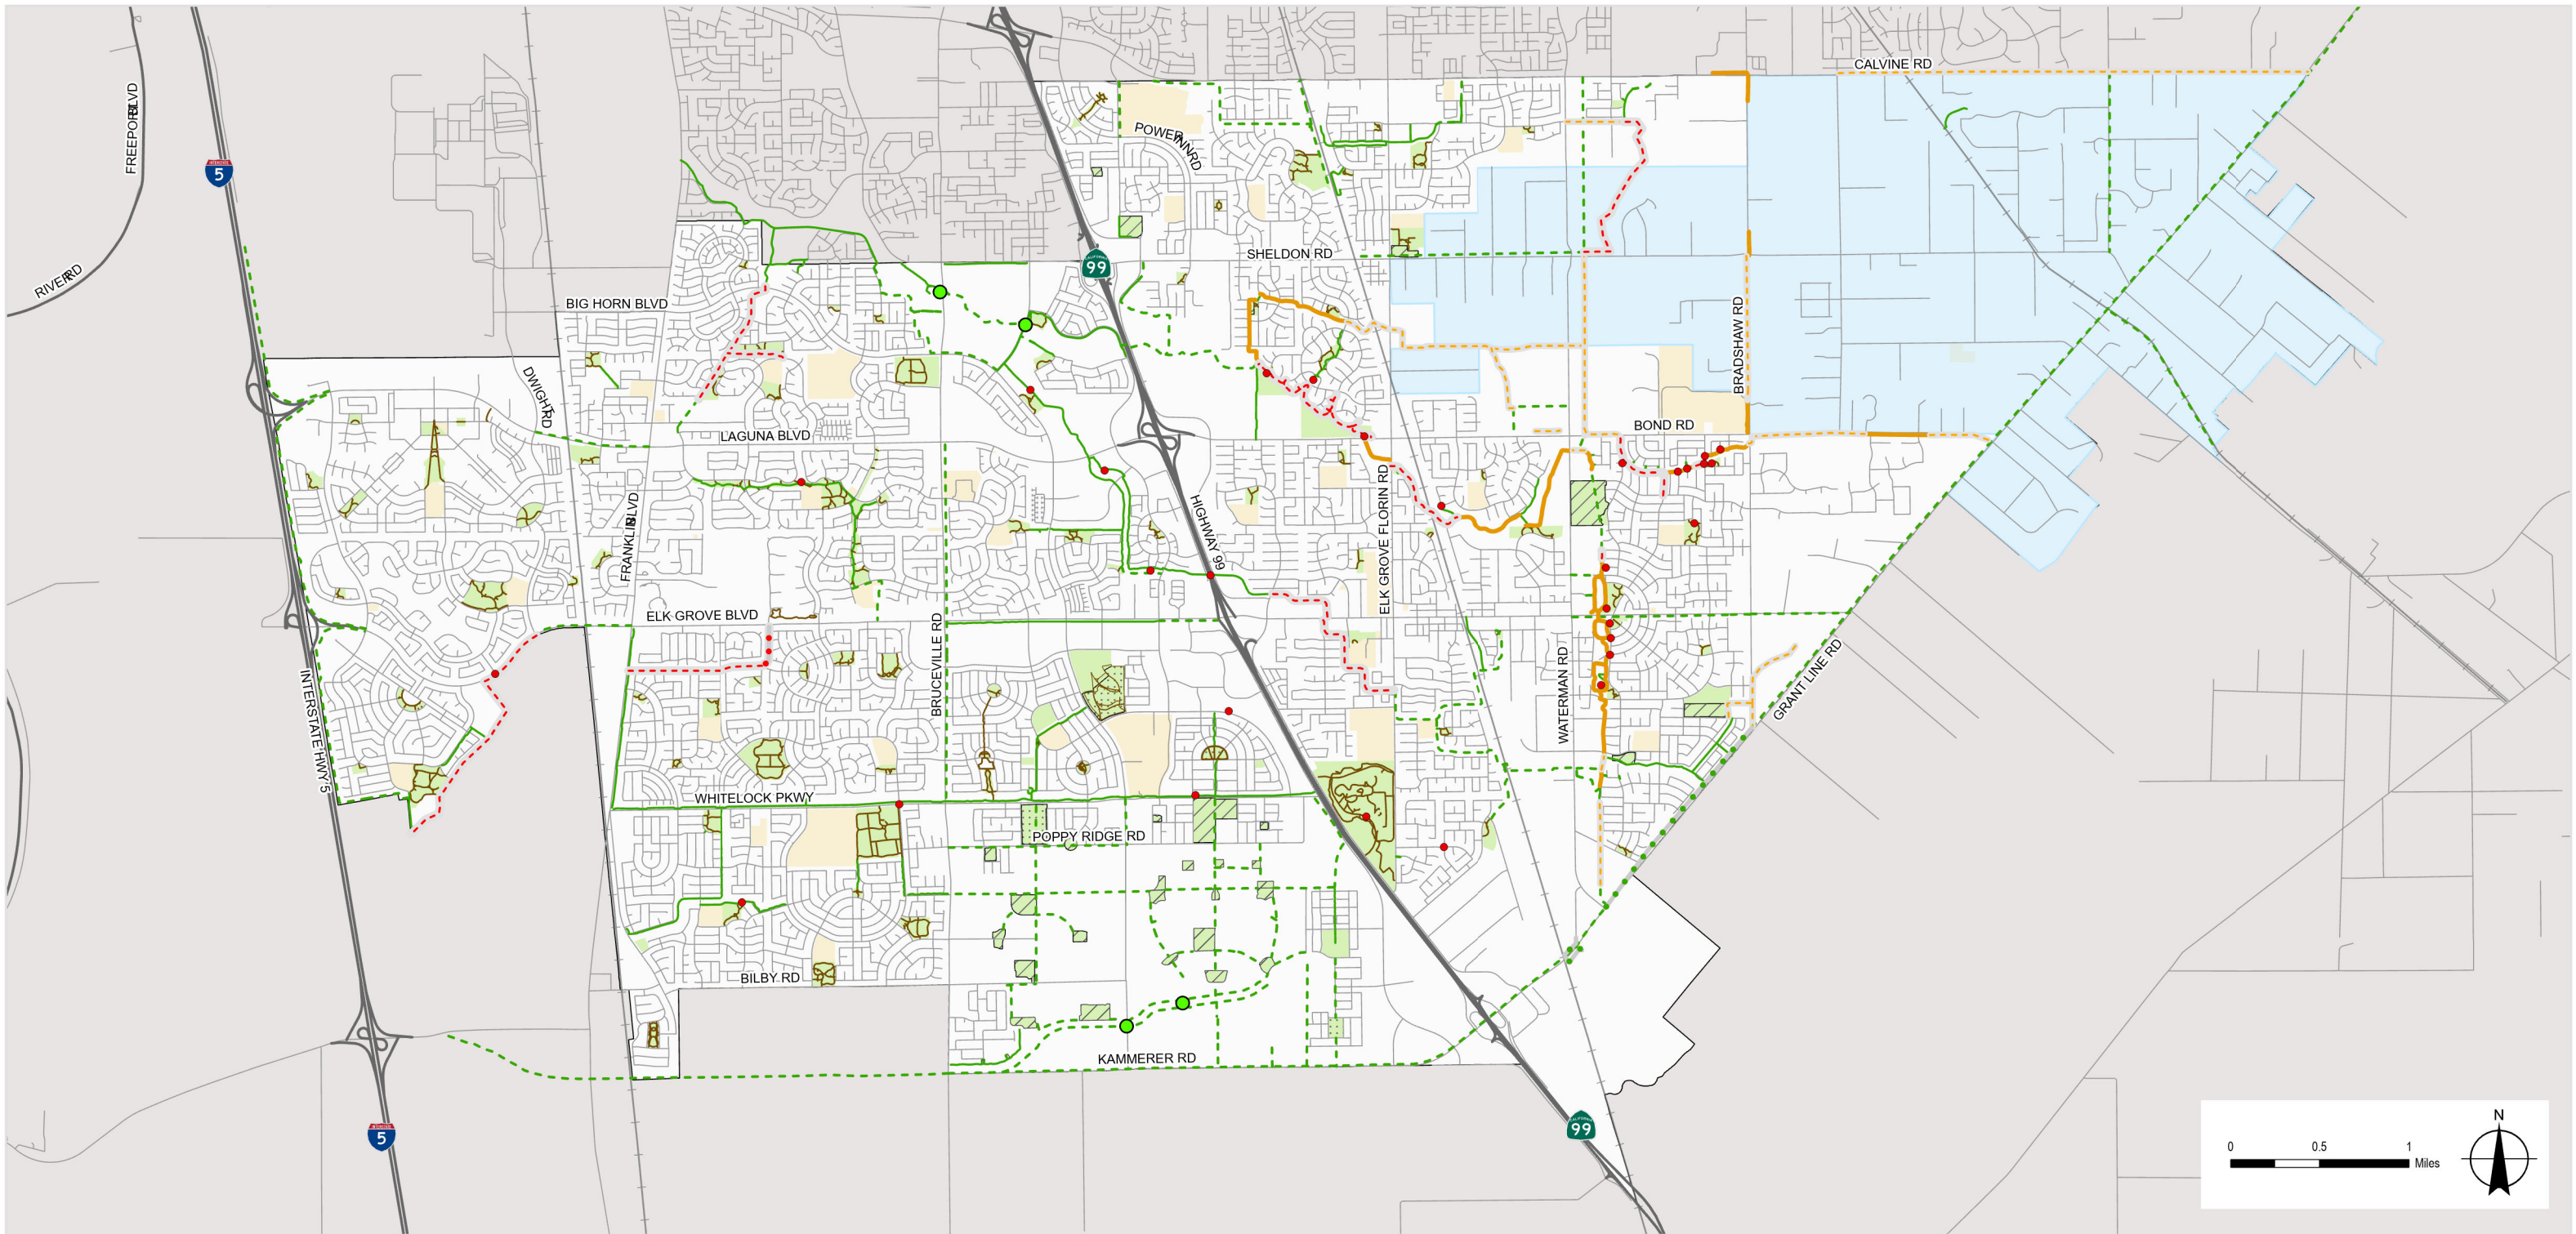 CALVINE RD
FREEPORT BLVD
POWER INN RD
5
SHELDON RD
99
RIVER RD
BIG HORN BLVD
BRADSHAW RD
DWIGHT RD
BOND RD
LAGUNA BLVD
FRANKLIN BLVD
HIGHWAY 99
ELK GROVE FLORIN RD
ELK GROVE BLVD
BRUCEVILLE RD
WATERMAN RD
GRANT LINE RD
INTERSTATE HWY 5
WHITELOCK PKWY
POPPY RIDGE RD
BILBY RD
KAMMERER RD
99
5
N
0 0.5 1
Miles